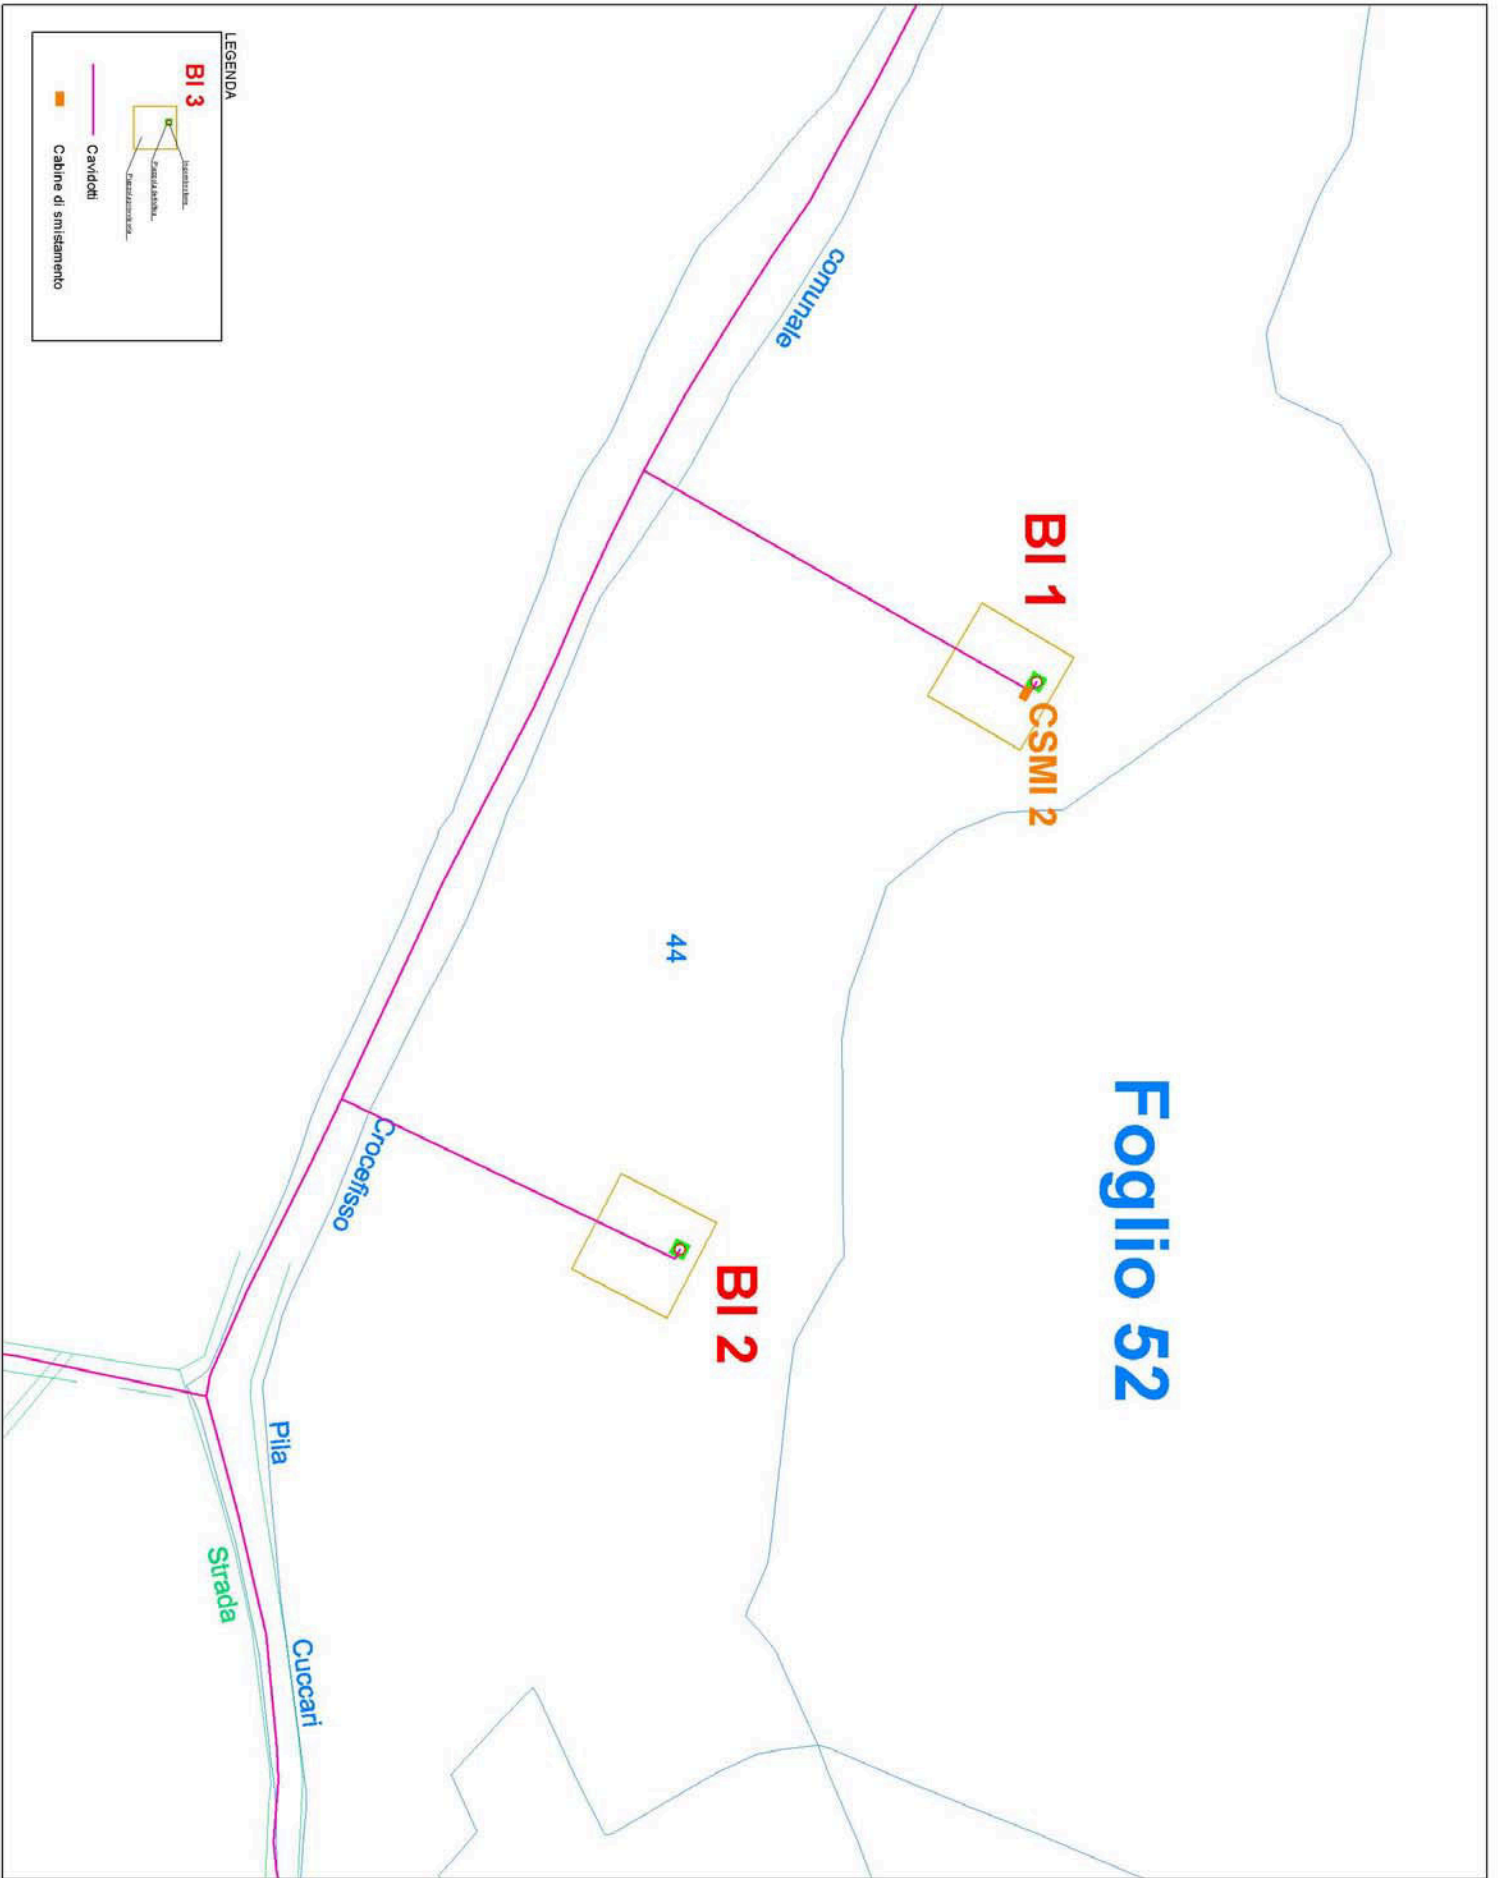 Foglio 52
BI 1
CSMI 2
comunale
44
BI 2
Crocefisso
Pila
Cuccari
Strada
LEGENDA
BI 3
Cavidotti
Cabine di smistamento